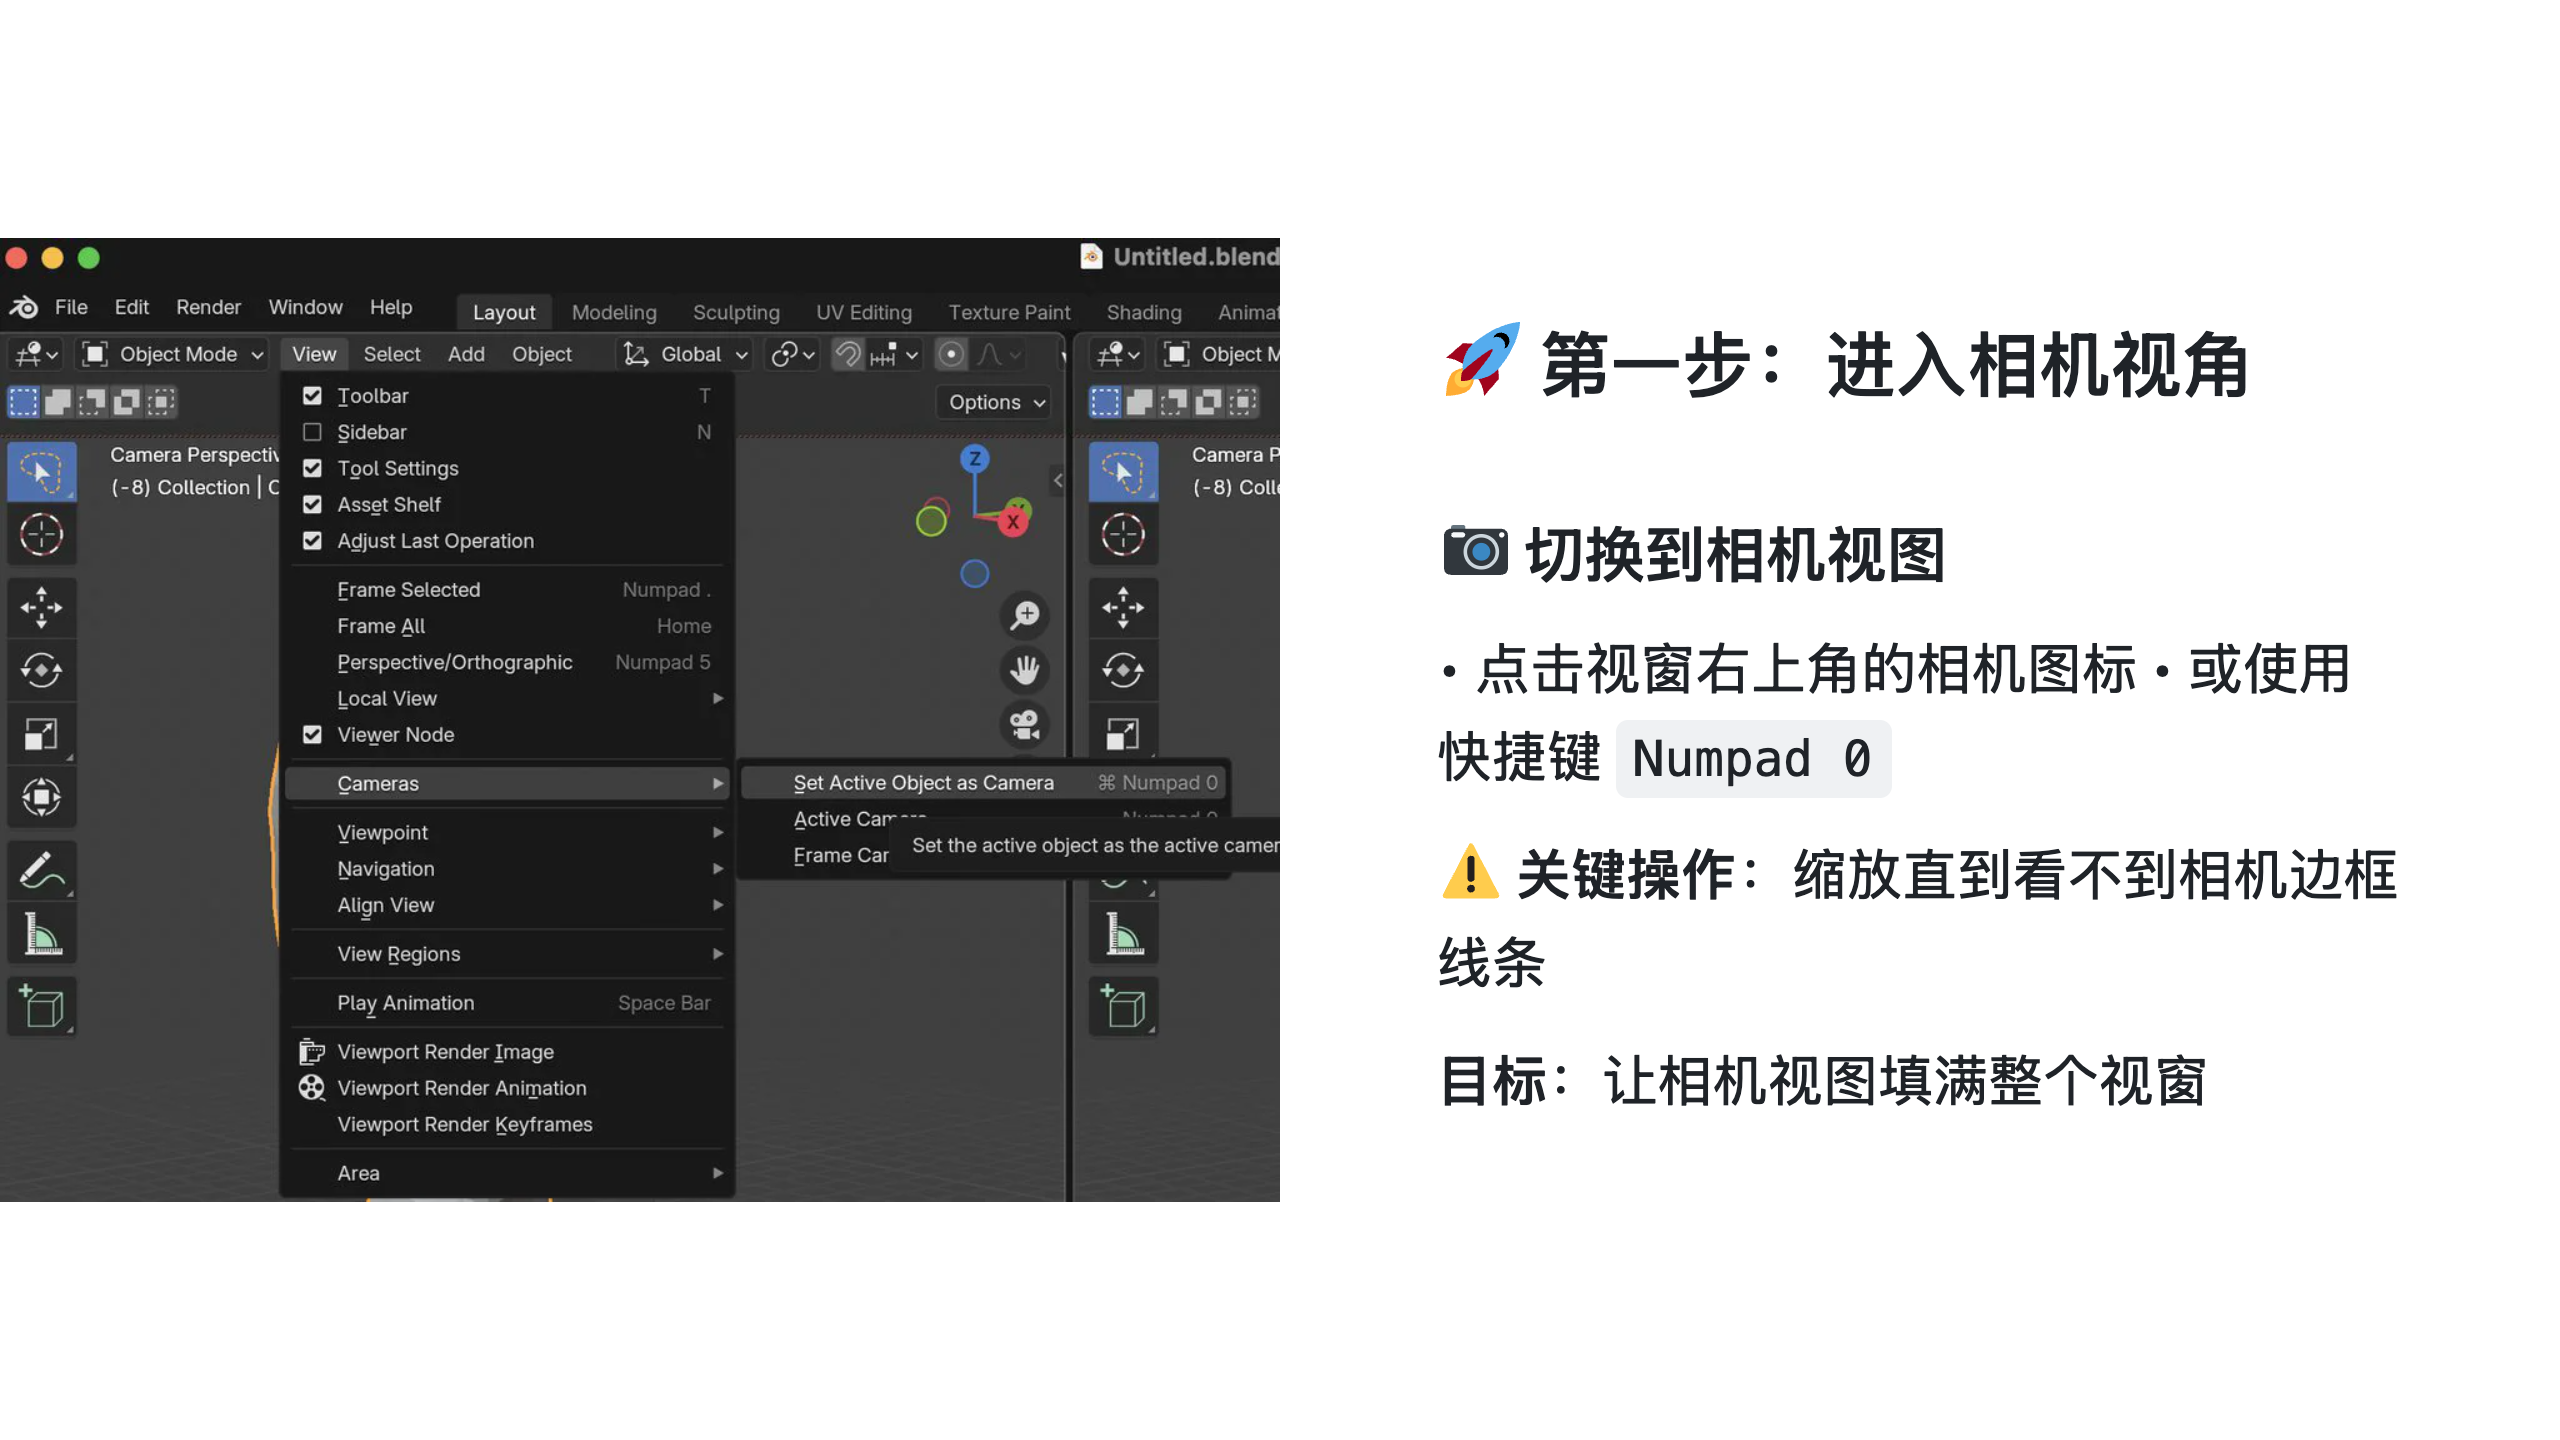 Untitled.blend
File Edit Render Window Help Layout Modeling Sculpting UV Editing Texture Paint Shading
Object Mode View Select Add Object Global Object
Options
Camera
(-8) Collection
(-8)
Toolbar T
Sidebar N
Tool Settings
Asset Shelf
Adjust Last Operation
Z
X
Frame Selected Numpad .
Frame All Home
Perspective/Orthographic Numpad 5
Local View
Viewer Node
Cameras
Set Active Object as Camera ⌘ Numpad 0
Active Camera Numpad 0
Frame
Set the active object as the active
Viewpoint
Navigation
Align View
View Regions
Play Animation Space Bar
Viewport Render Image
Viewport Render Animation
Viewport Render Keyframes
Area
🚀 第一步：进入相机视角
📷 切换到相机视图
• 点击视窗右上角的相机图标 • 或使用
快捷键 Numpad 0
⚠️ 关键操作：缩放直到看不到相机边框
线条
目标：让相机视图填满整个视窗